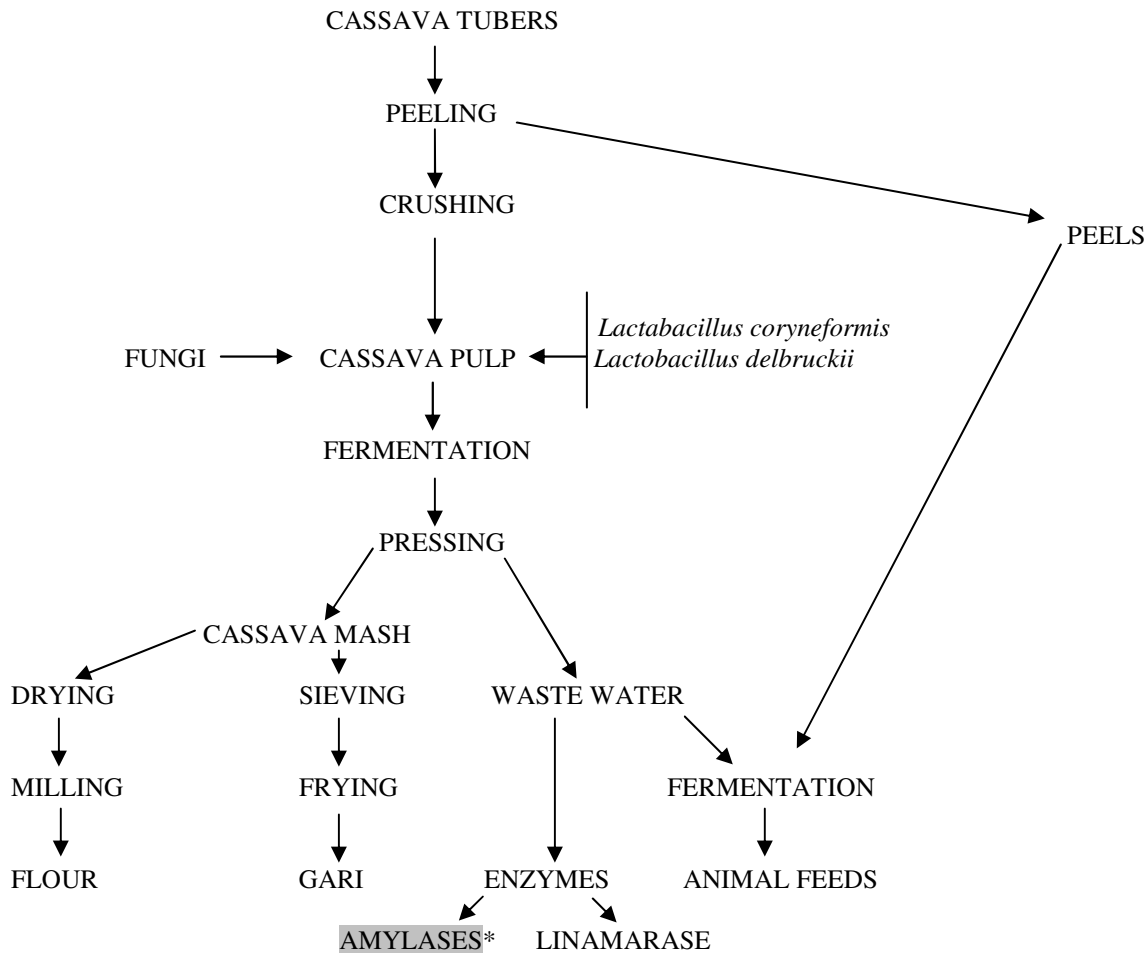 CASSAVA TUBERS
PEELING
CRUSHING
PEELS
Lactabacillus coryneformis
Lactobacillus delbruckii
FUNGI
CASSAVA PULP
FERMENTATION
PRESSING
CASSAVA MASH
DRYING
SIEVING
WASTE WATER
MILLING
FRYING
FERMENTATION
FLOUR
GARI
ENZYMES
ANIMAL FEEDS
AMYLASES*
LINAMARASE